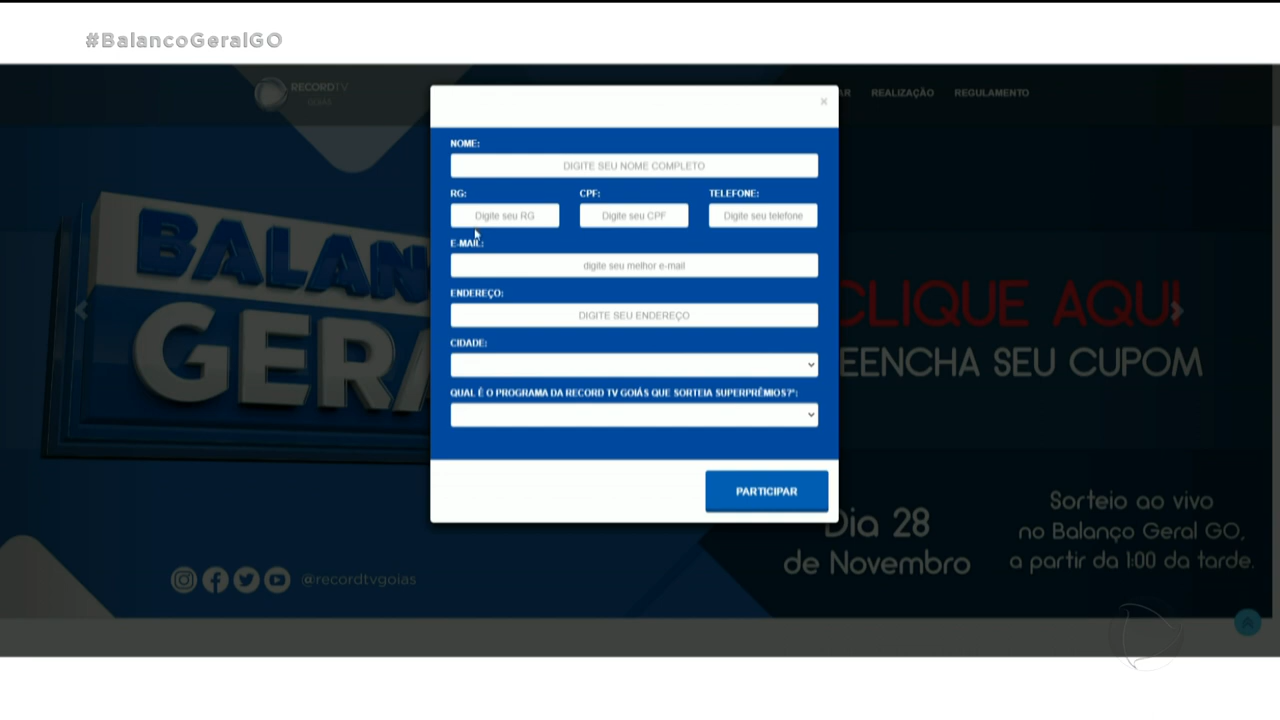 #BalancoGeralGO
RECORDTV
GOIÁS
REALIZAÇÃO
REGULAMENTO
×
NOME:
DIGITE SEU NOME COMPLETO
RG:
CPF:
TELEFONE:
Digite seu RG
Digite seu CPF
Digite seu telefone
E-MAIL:
digite seu melhor e-mail
ENDEREÇO:
DIGITE SEU ENDEREÇO
CIDADE:
QUAL É O PROGRAMA DA RECORD TV GOIÁS QUE SORTEIA SUPERPRÊMIOS?*:
PARTICIPAR
BALAN
GERA
CLIQUE AQUI
EENCHA SEU CUPOM
Dia 28
de Novembro
Sorteio ao vivo
no Balanço Geral GO,
a partir da 1:00 da tarde.
@recordtvgoias